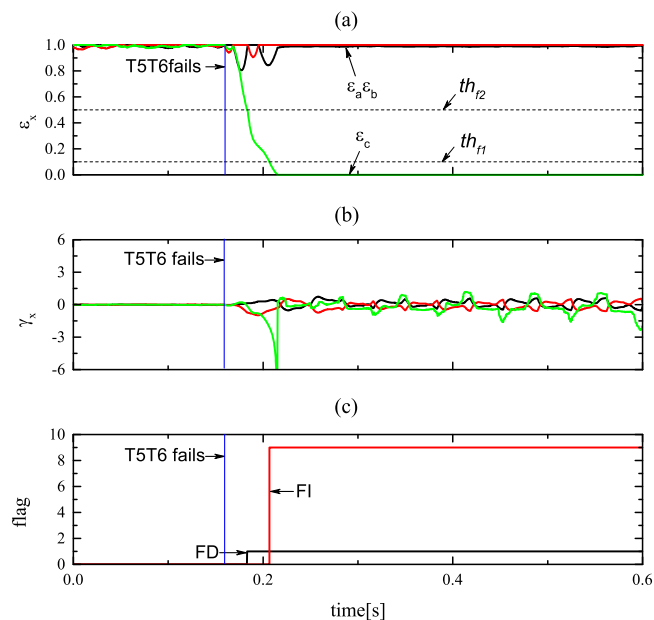 (a)
1.0
0.8
0.6
0.4
0.2
0.0
εx
T5T6fails
εaεb
thf2
εc
thf1
(b)
6
3
0
-3
-6
γx
T5T6 fails
(c)
10
8
6
4
2
0
flag
T5T6 fails
FI
FD
0.0
0.2
0.4
0.6
time[s]